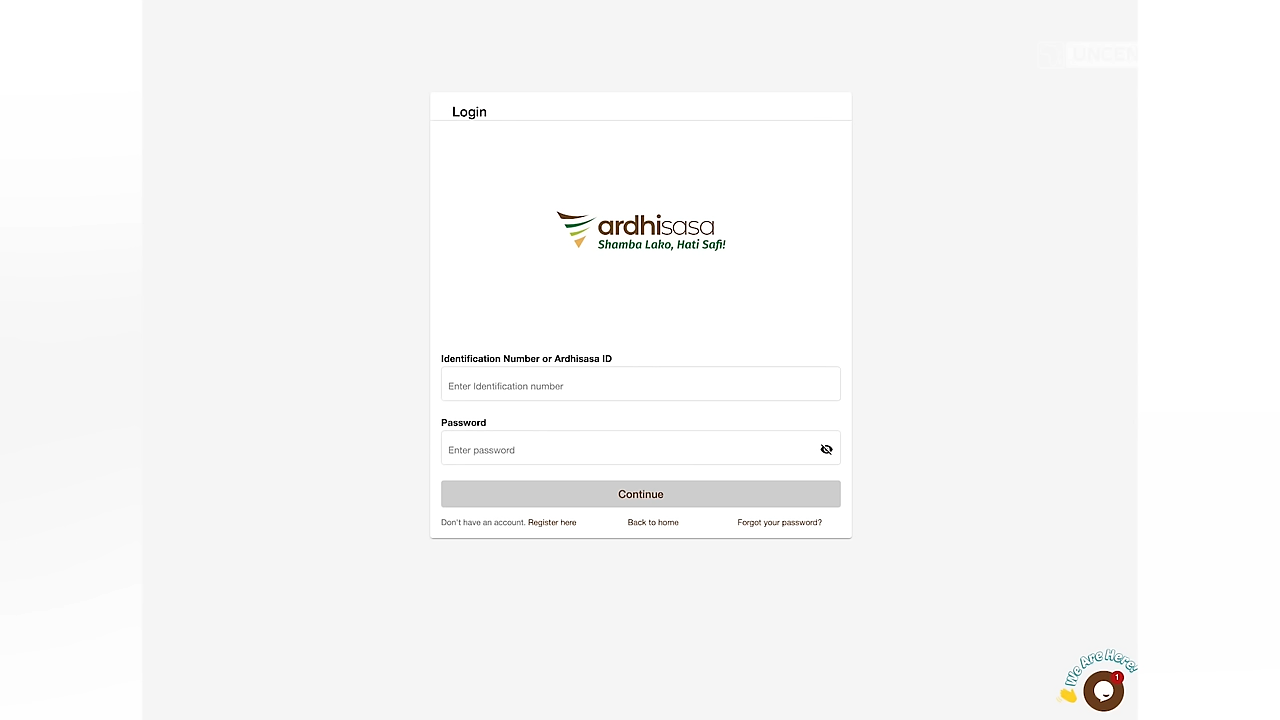 Login
ardhisasa
Shamba Lako, Hati Safi!
Identification Number or Ardhisasa ID
Enter Identification number
Password
Enter password
Continue
Don't have an account. Register here
Back to home
Forgot your password?
We Are Here!
1